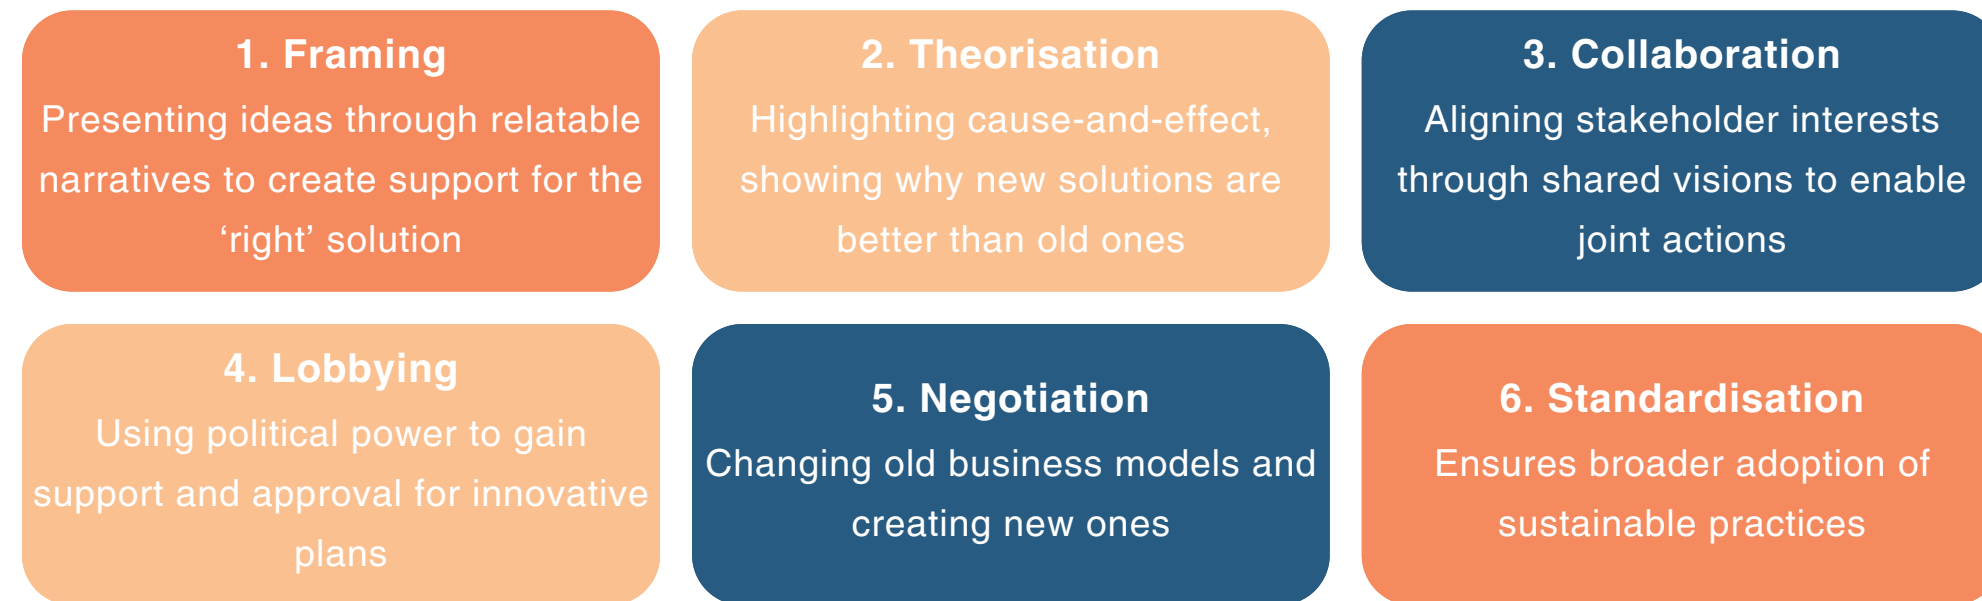 1. Framing
Presenting ideas through relatable
narratives to create support for the
‘right’ solution
2. Theorisation
Highlighting cause-and-effect,
showing why new solutions are
better than old ones
3. Collaboration
Aligning stakeholder interests
through shared visions to enable
joint actions
4. Lobbying
Using political power to gain
support and approval for innovative
plans
5. Negotiation
Changing old business models and
creating new ones
6. Standardisation
Ensures broader adoption of
sustainable practices